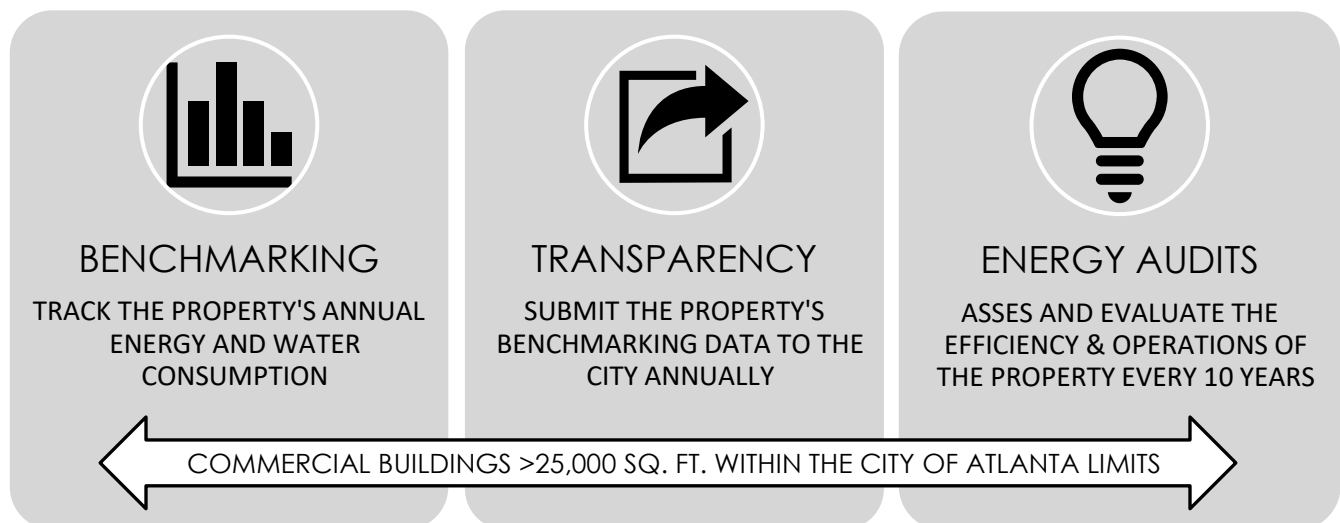 BENCHMARKING
TRACK THE PROPERTY'S ANNUAL
ENERGY AND WATER
CONSUMPTION
TRANSPARENCY
SUBMIT THE PROPERTY'S
BENCHMARKING DATA TO THE
CITY ANNUALLY
ENERGY AUDITS
ASSES AND EVALUATE THE
EFFICIENCY & OPERATIONS OF
THE PROPERTY EVERY 10 YEARS
COMMERCIAL BUILDINGS >25,000 SQ. FT. WITHIN THE CITY OF ATLANTA LIMITS